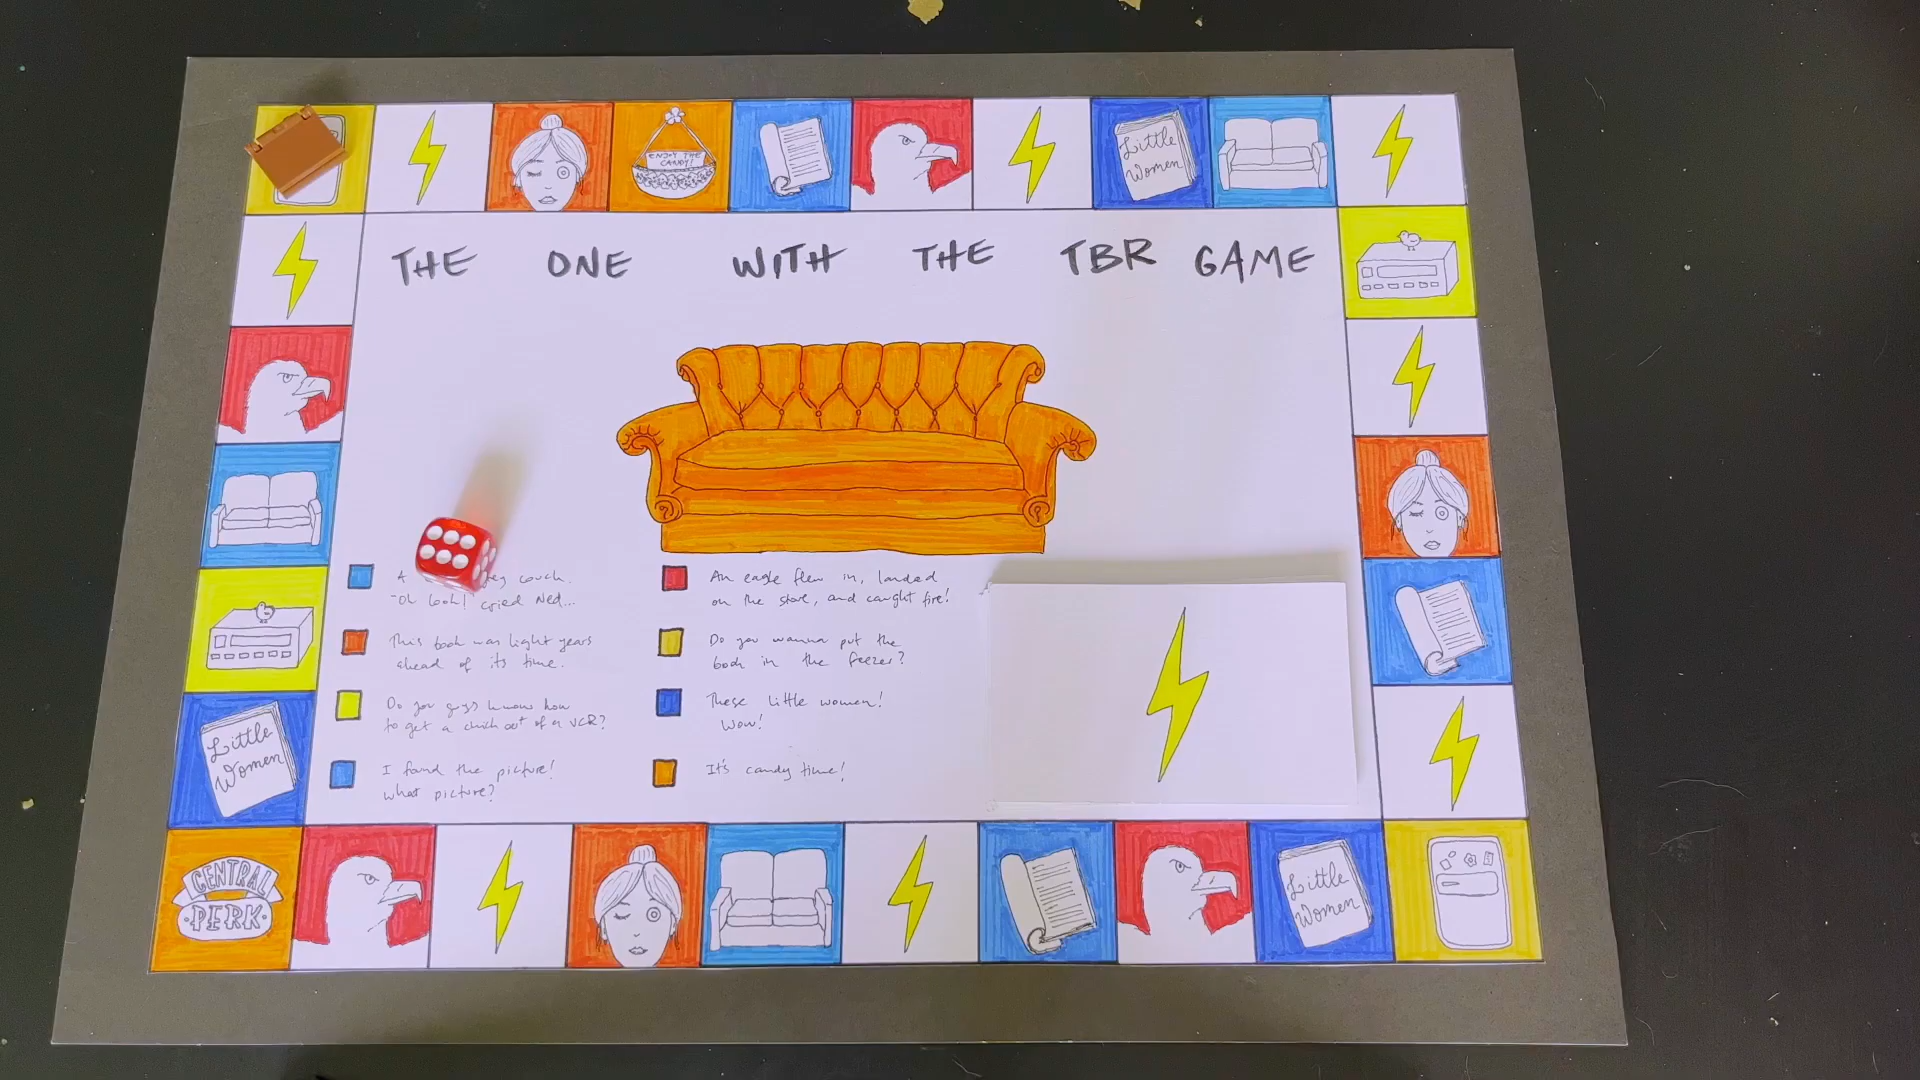 ENJOY THE
CANDY!
Little
Women
THE ONE WITH THE TBR GAME
A couch.
"Oh look! cried Ned...
This book was light years
ahead of its time.
Do you guys know how
to get a chick out of a VCR?
I found the picture!
what picture?
An eagle flew in, landed
on the stove, and caught fire!
Do you wanna put the
book in the freezer?
These little women!
Wow!
It's candy time!
Little
Women
CENTRAL
PERK
Little
Women